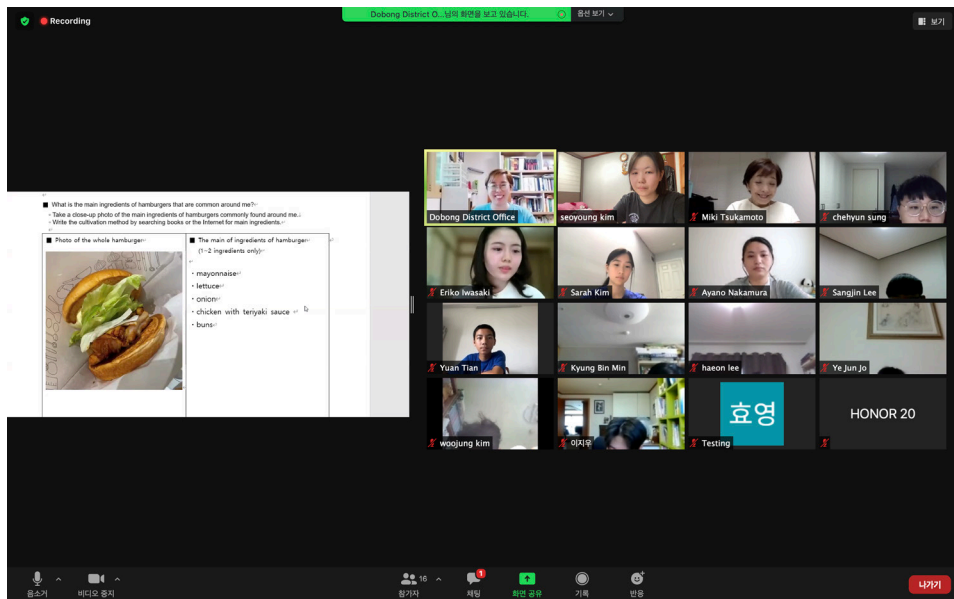 Recording
Dobong District O...님의 화면을 보고 있습니다.
옵션 보기
보기
■ What is the main ingredients of hamburgers that are common around me?
- Take a close-up photo of the main ingredients of hamburgers commonly found around me.
- Write the cultivation method by searching books or the Internet for main ingredients.
■ Photo of the whole hamburger
■ The main of ingredients of hamburger
(1~2 ingredients only)
· mayonnaise
· lettuce
· onion
· chicken with teriyaki sauce
· buns
Dobong District Office
seoyoung kim
Miki Tsukamoto
chehyun sung
Eriko Iwasaki
Sarah Kim
Ayano Nakamura
Sangjin Lee
Yuan Tian
Kyung Bin Min
haeon lee
Ye Jun Jo
woojung kim
이지우
효영
Testing
HONOR 20
음소거
비디오 중지
16
참가자
1
채팅
화면 공유
기록
반응
나가기